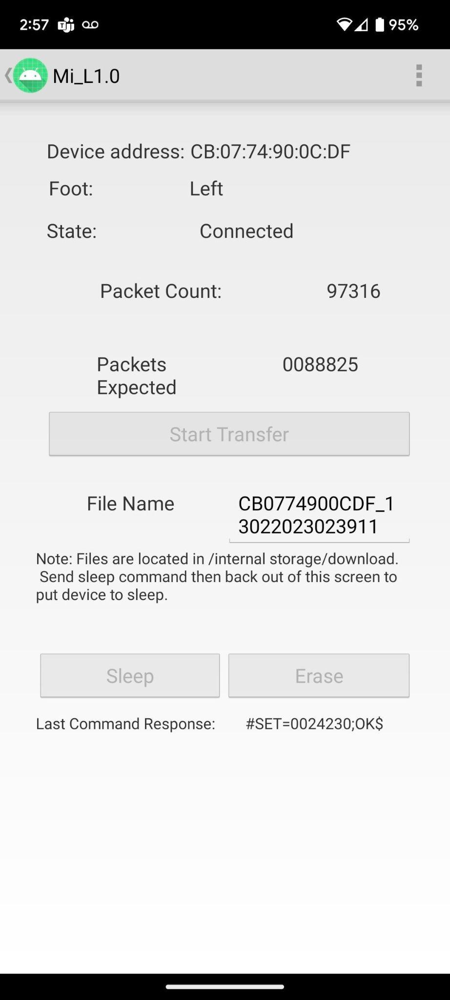 2:57 95%
Mi_L1.0
Device address: CB:07:74:90:0C:DF
Foot: Left
State: Connected
Packet Count: 97316
Packets 0088825
Expected
Start Transfer
File Name CB0774900CDF_1
3022023023911
Note: Files are located in /internal storage/download.
Send sleep command then back out of this screen to
put device to sleep.
Sleep Erase
Last Command Response: #SET=0024230;OK$